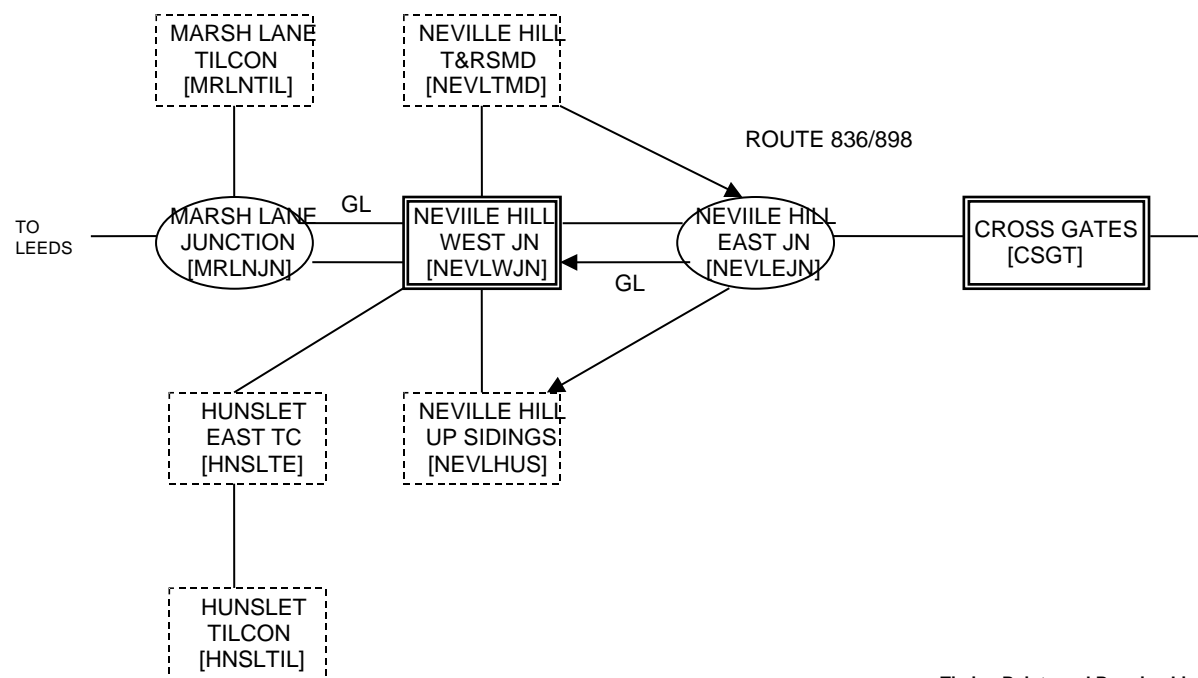 MARSH LANE
TILCON
[MRLNTIL]
NEVILLE HILL
T&RSMD
[NEVLTMD]
ROUTE 836/898
TO
LEEDS
MARSH LANE
JUNCTION
[MRLNJN]
GL
NEVIILE HILL
WEST JN
[NEVLWJN]
GL
NEVIILE HILL
EAST JN
[NEVLEJN]
CROSS GATES
[CSGT]
HUNSLET
EAST TC
[HNSLTE]
NEVILLE HILL
UP SIDINGS
[NEVLHUS]
HUNSLET
TILCON
[HNSLTIL]